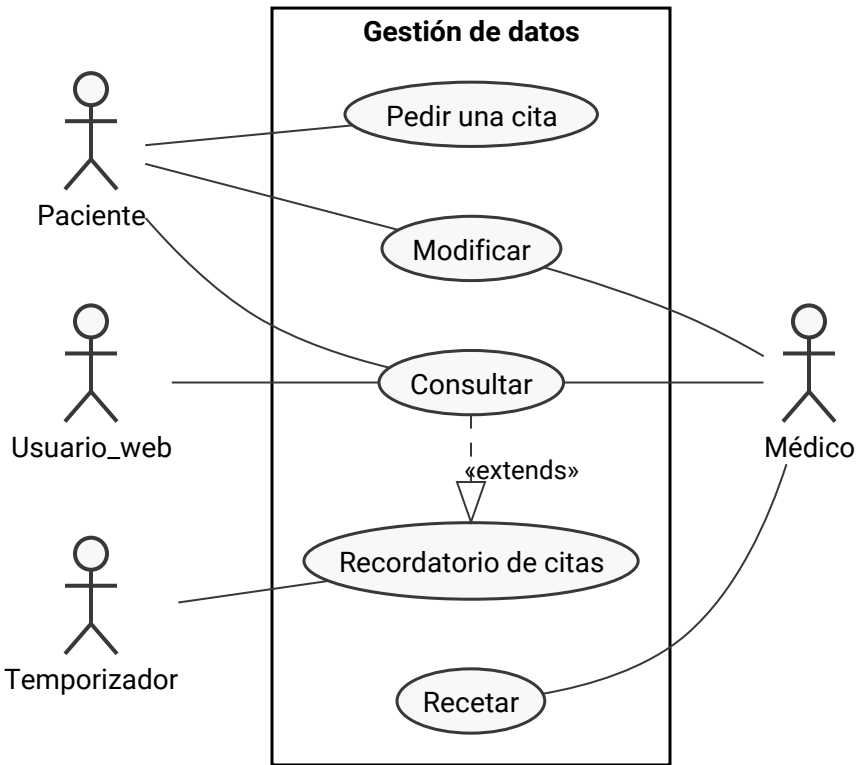 Gestión de datos
Pedir una cita
Paciente
Modificar
Consultar
Usuario_web
Médico
«extends»
Recordatorio de citas
Temporizador
Recetar